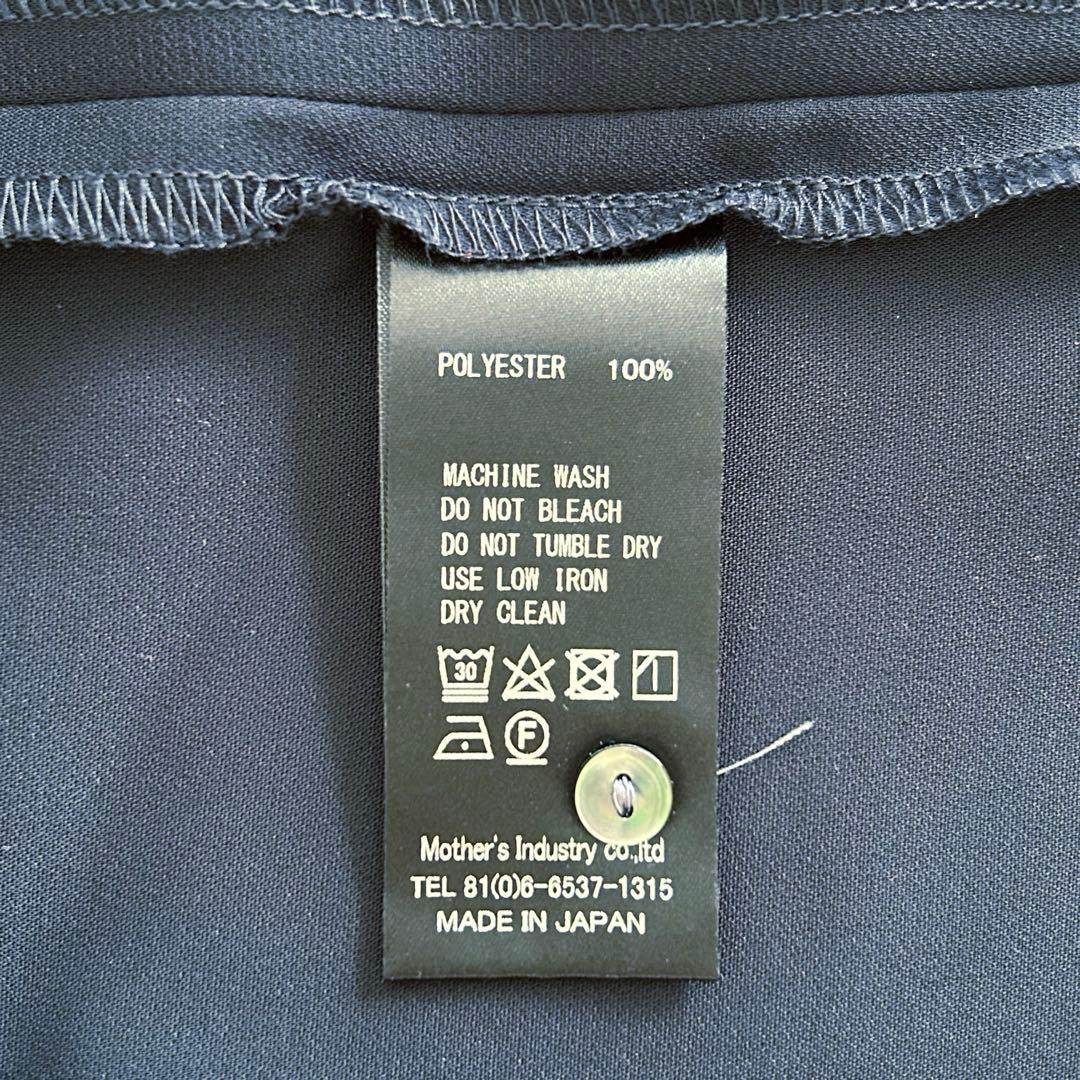 POLYESTER 100%
MACHINE WASH
DO NOT BLEACH
DO NOT TUMBLE DRY
USE LOW IRON
DRY CLEAN
30
F
Mother's Industry co.,ltd
TEL 81(0)6-6537-1315
MADE IN JAPAN